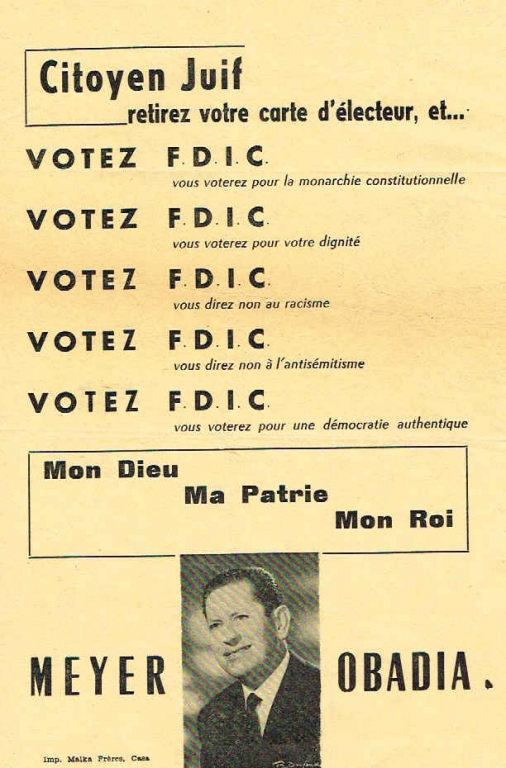 Citoyen Juif
retirez votre carte d'électeur, et...
VOTEZ F.D.I.C.
vous voterez pour la monarchie constitutionnelle
VOTEZ F.D.I.C.
vous voterez pour votre dignité
VOTEZ F.D.I.C.
vous direz non au racisme
VOTEZ F.D.I.C.
vous direz non à l'antisémitisme
VOTEZ F.D.I.C.
vous voterez pour une démocratie authentique
Mon Dieu
Ma Patrie
Mon Roi
MEYER OBADIA.
Imp. Malka Frères, Casa